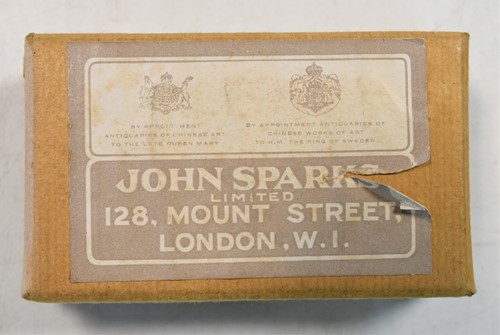 BY APPOINTMENT
ANTIQUARIES OF CHINESE ART
TO THE LATE QUEEN MARY
BY APPOINTMENT ANTIQUARIES OF
CHINESE WORKS OF ART
TO H.M. THE KING OF SWEDEN
JOHN SPARKS
LIMITED
128, MOUNT STREET,
LONDON, W.1.